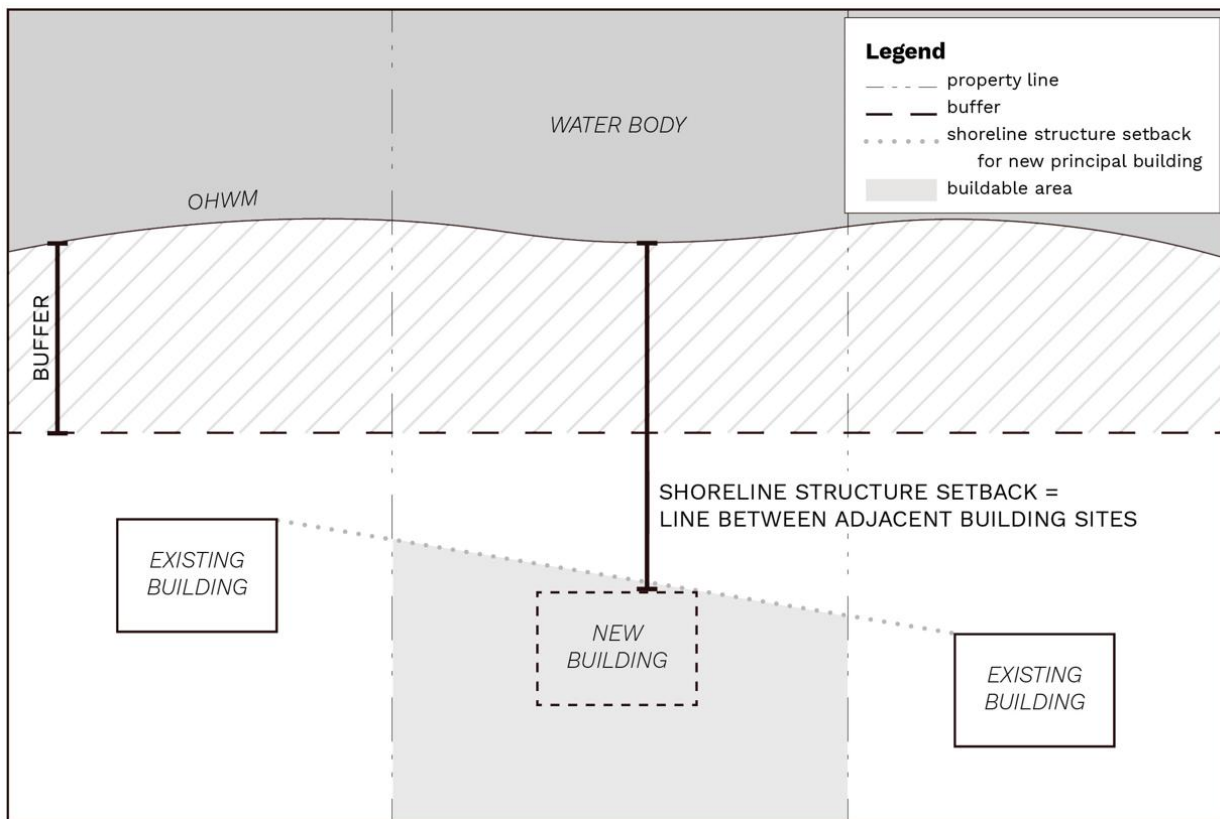 Legend
property line
buffer
shoreline structure setback
for new principal building
buildable area
WATER BODY
OHWM
BUFFER
SHORELINE STRUCTURE SETBACK =
LINE BETWEEN ADJACENT BUILDING SITES
EXISTING
BUILDING
NEW
BUILDING
EXISTING
BUILDING